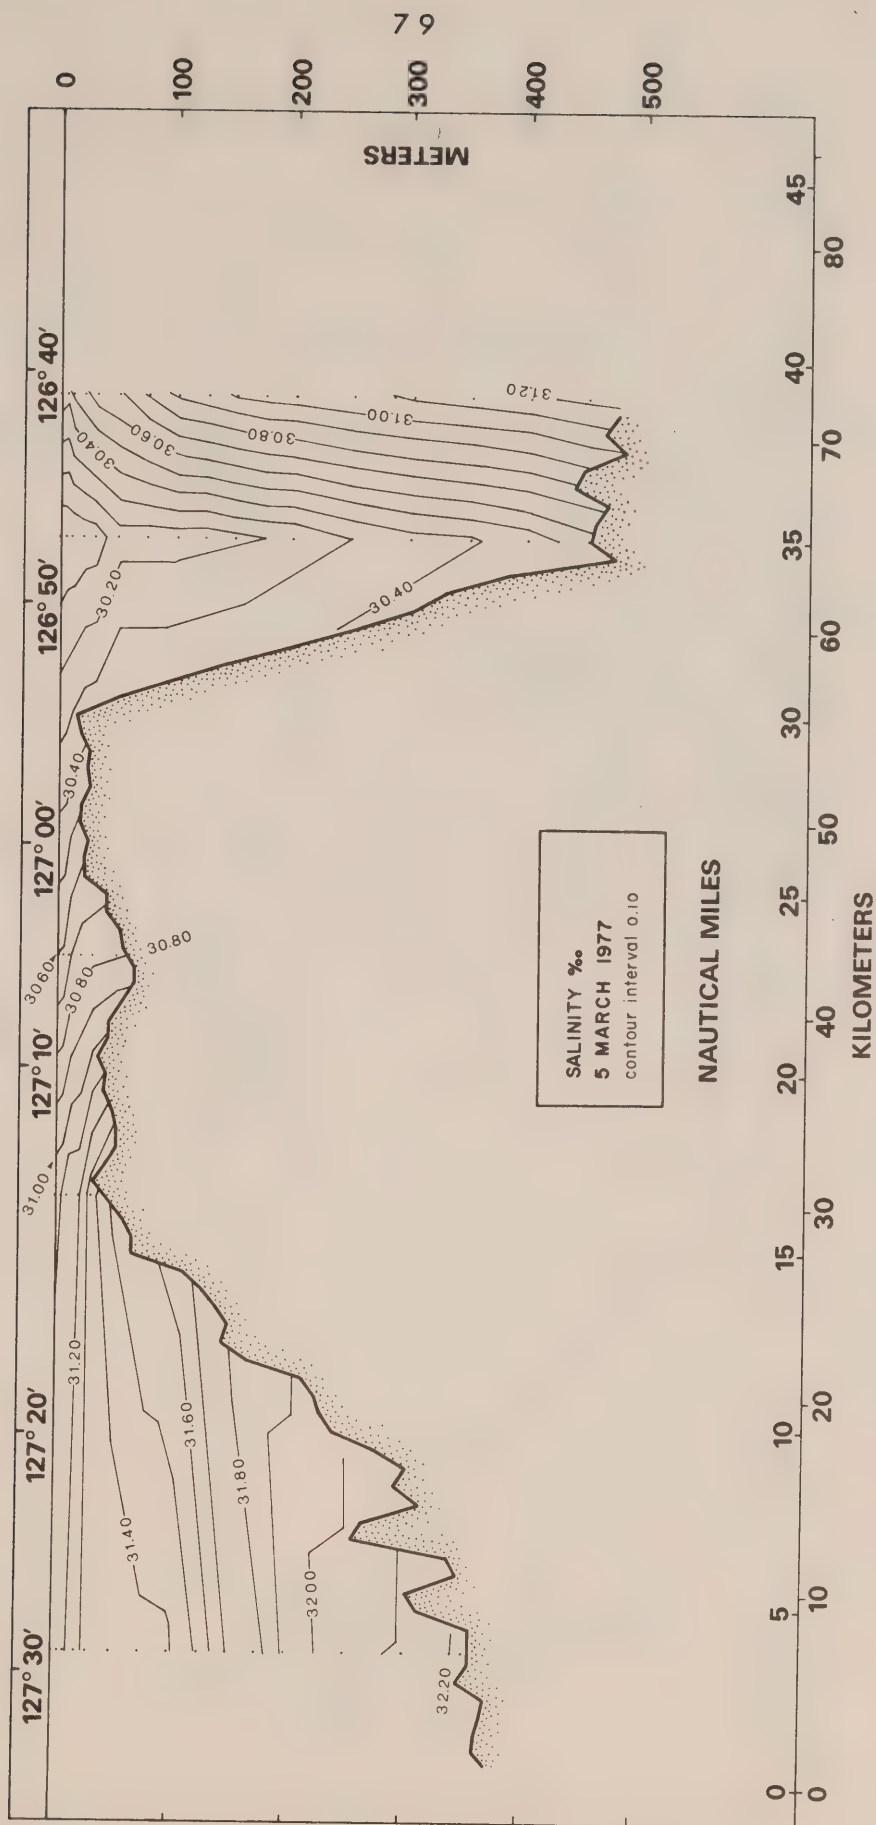 67
127° 30′ 127° 20′ 127° 10′ 127° 00′ 126° 50′ 126° 40′
31.00 30.60
0
100
200
300
400
500
METERS
31.20
31.40
31.60
31.80
32.00
32.20
30.80
30.80
30.40
30.20
30.40
30.40
30.60
30.80
31.00
31.20
SALINITY ‰
5 MARCH 1977
contour interval 0.10
NAUTICAL MILES
0 5 10 15 20 25 30 35 40 45
0 10 20 30 40 50 60 70 80
KILOMETERS